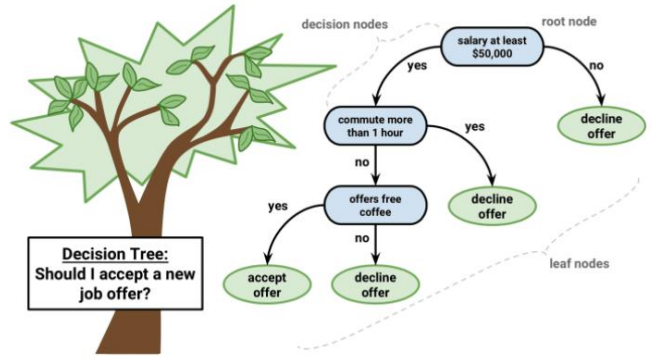 decision nodes
root node
salary at least
$50,000
yes
no
decline
offer
commute more
than 1 hour
yes
no
decline
offer
offers free
coffee
yes
no
accept
offer
decline
offer
leaf nodes
Decision Tree:
Should I accept a new
job offer?